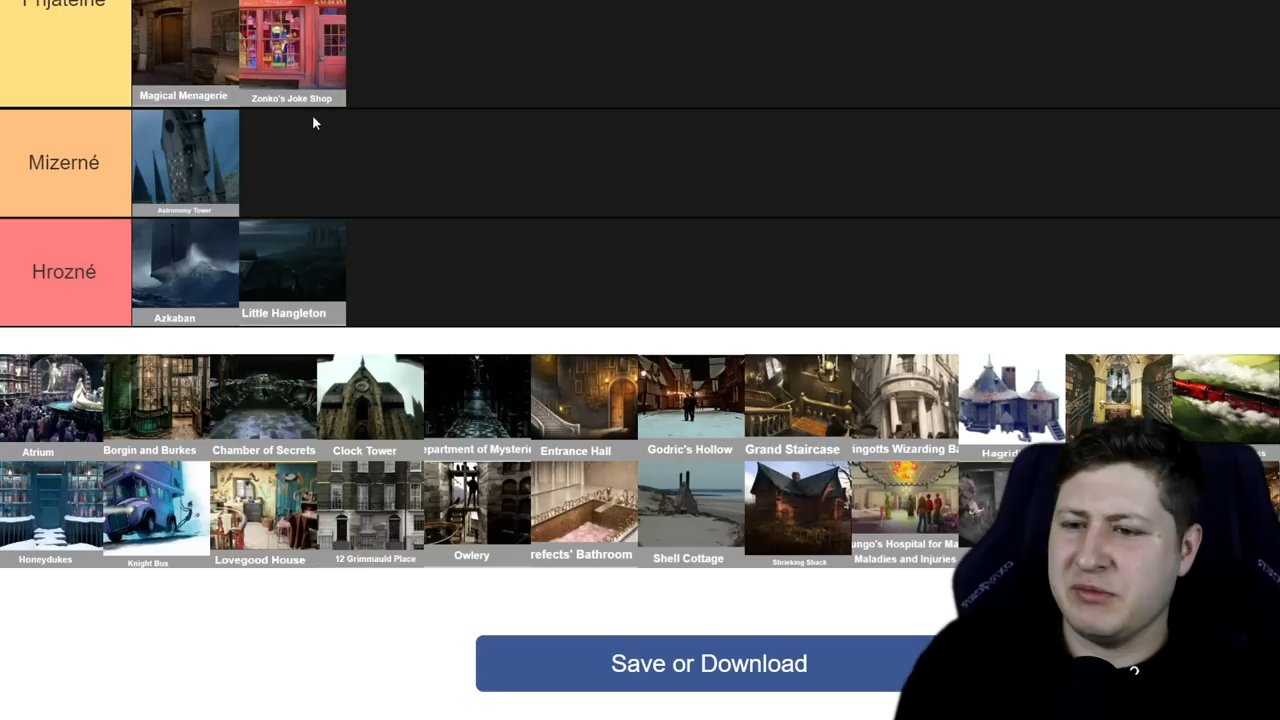 Prijateľné
Magical Menagerie
Zonko's Joke Shop
Mizerné
Astronomy Tower
Hrozné
Azkaban
Little Hangleton
Atrium
Borgin and Burkes
Chamber of Secrets
Clock Tower
epartment of Mysterie
Entrance Hall
Godric's Hollow
Grand Staircase
ingotts Wizarding Ba
Hagrid
Honeydukes
Knight Bus
Lovegood House
12 Grimmauld Place
Owlery
refects' Bathroom
Shell Cottage
Shrieking Shack
ungo's Hospital for Ma
Maladies and Injuries
Save or Download